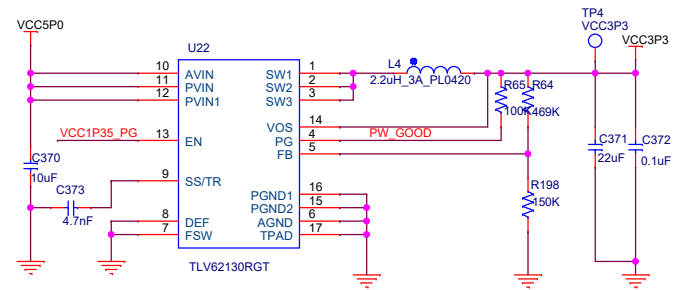 VCC5P0
TP4
VCC3P3
VCC3P3
U22
10 AVIN SW1 1
11 PVIN SW2 2
12 PVIN1 SW3 3
L4
2.2uH_3A_PL0420
R65
100K
R64
469K
VOS 14
VCC1P35_PG 13 EN
PG 4 PW_GOOD
FB 5
C370
10uF
C373
4.7nF
9 SS/TR
C371
22uF
C372
0.1uF
R198
150K
PGND1 16
PGND2 15
8 DEF AGND 6
7 FSW TPAD 17
TLV62130RGT